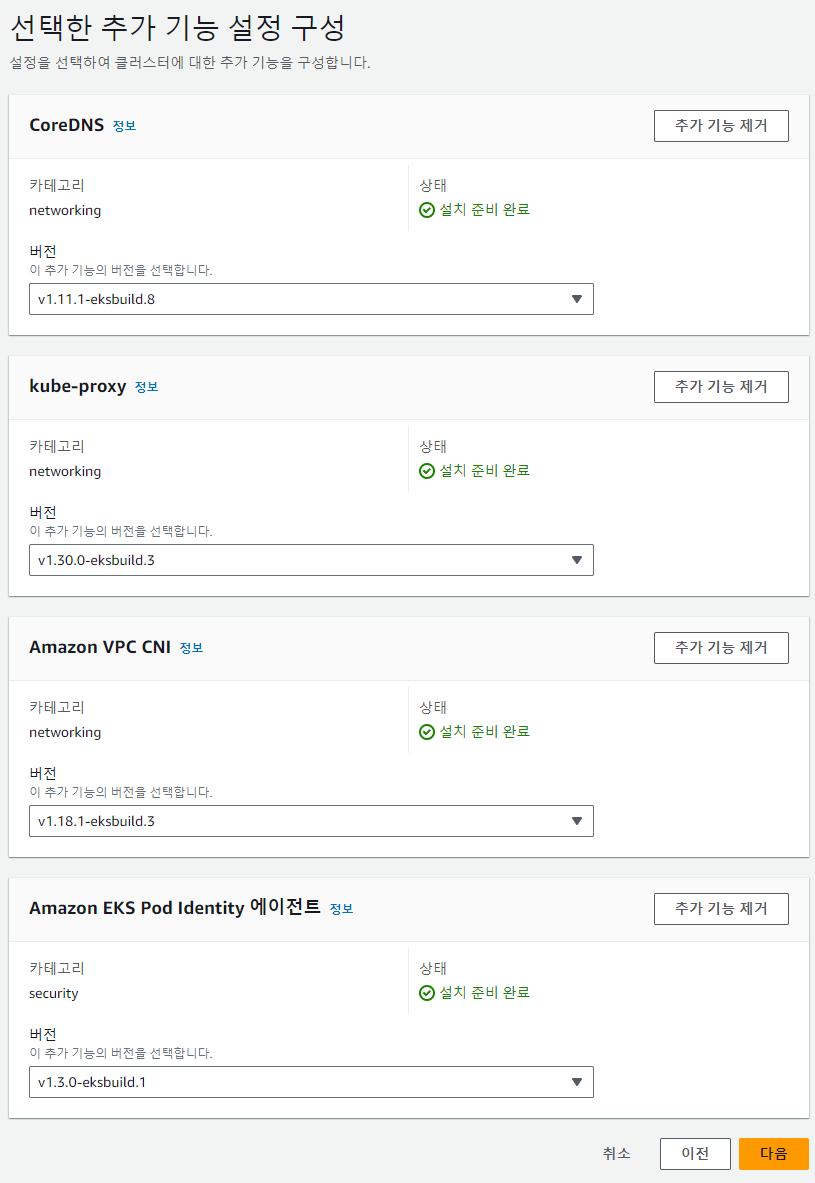 선택한 추가 기능 설정 구성
설정을 선택하여 클러스터에 대한 추가 기능을 구성합니다.
CoreDNS 정보
추가 기능 제거
카테고리
networking
상태
설치 준비 완료
버전
이 추가 기능의 버전을 선택합니다.
v1.11.1-eksbuild.8
kube-proxy 정보
추가 기능 제거
카테고리
networking
상태
설치 준비 완료
버전
이 추가 기능의 버전을 선택합니다.
v1.30.0-eksbuild.3
Amazon VPC CNI 정보
추가 기능 제거
카테고리
networking
상태
설치 준비 완료
버전
이 추가 기능의 버전을 선택합니다.
v1.18.1-eksbuild.3
Amazon EKS Pod Identity 에이전트 정보
추가 기능 제거
카테고리
security
상태
설치 준비 완료
버전
이 추가 기능의 버전을 선택합니다.
v1.3.0-eksbuild.1
취소
이전
다음